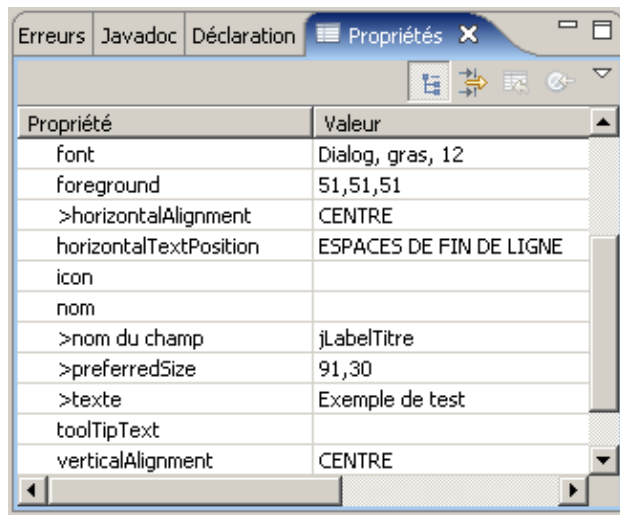 Erreurs Javadoc Déclaration Propriétés
Propriété Valeur
font Dialog, gras, 12
foreground 51,51,51
>horizontalAlignment CENTRE
horizontalTextPosition ESPACES DE FIN DE LIGNE
icon
nom
>nom du champ jLabelTitre
>preferredSize 91,30
>texte Exemple de test
toolTipText
verticalAlignment CENTRE